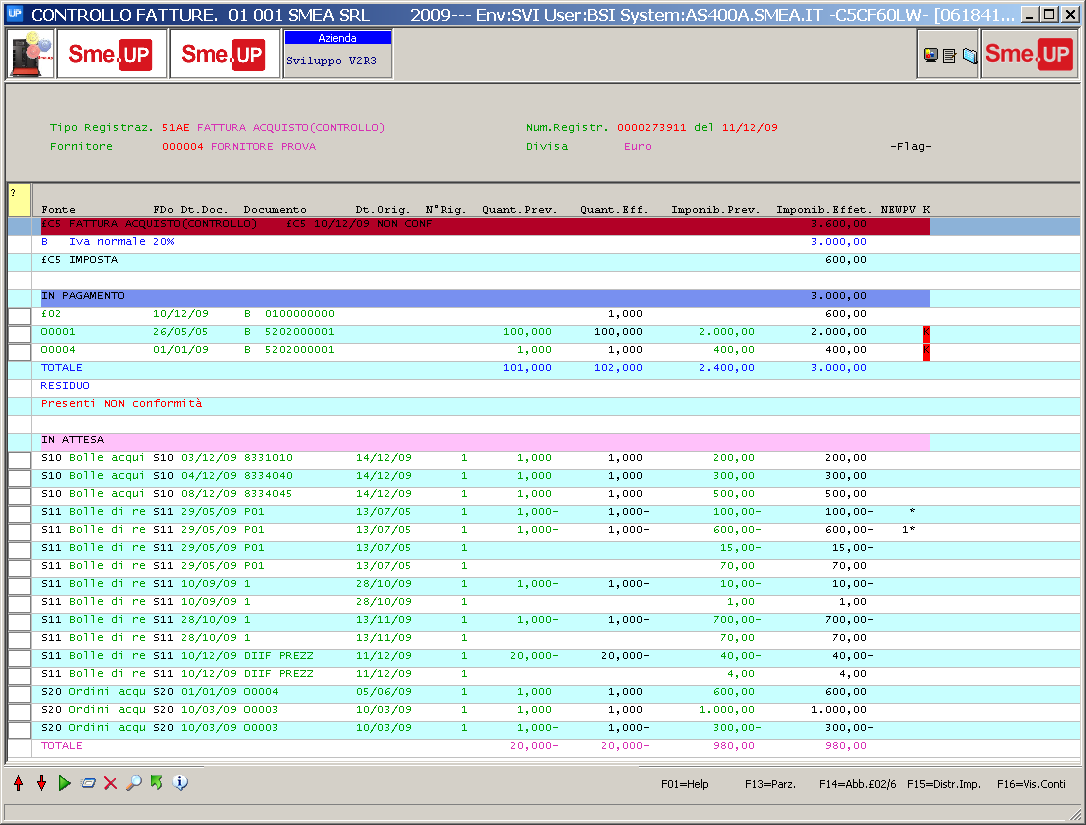 UP CONTROLLO FATTURE. 01 001 SMEA SRL 2009--- Env:SVI User:BSI System:AS400A.SMEA.IT -C5CF60LW- [061841...
Sme.UP Sme.UP Azienda Sme.UP
Sviluppo V2R3
Tipo Registraz. 51AE FATTURA ACQUISTO(CONTROLLO) Num.Registr. 0000273911 del 11/12/09
Fornitore 000004 FORNITORE PROVA Divisa Euro -Flag-
?
Fonte FDo Dt.Doc. Documento Dt.Orig. N°Rig. Quant.Prev. Quant.Eff. Imponib.Prev. Imponib.Effet. NEWPV K
£C5 FATTURA ACQUISTO(CONTROLLO) £C5 10/12/09 NON CONF 3.600,00
B Iva normale 20% 3.000,00
£C5 IMPOSTA 600,00
IN PAGAMENTO 3.000,00
£02 10/12/09 B 0100000000 1,000 600,00
00001 26/05/05 B 5202000001 100,000 100,000 2.000,00 2.000,00 K
00004 01/01/09 B 5202000001 1,000 1,000 400,00 400,00 K
TOTALE 101,000 102,000 2.400,00 3.000,00
RESIDUO
Presenti NON conformità
IN ATTESA
S10 Bolle acqui S10 03/12/09 8331010 14/12/09 1 1,000 1,000 200,00 200,00
S10 Bolle acqui S10 04/12/09 8334040 14/12/09 1 1,000 1,000 300,00 300,00
S10 Bolle acqui S10 08/12/09 8334045 14/12/09 1 1,000 1,000 500,00 500,00
S11 Bolle di re S11 29/05/09 P01 13/07/05 1 1,000- 1,000- 100,00- 100,00- *
S11 Bolle di re S11 29/05/09 P01 13/07/05 1 1,000- 1,000- 600,00- 600,00- 1*
S11 Bolle di re S11 29/05/09 P01 13/07/05 1 15,00- 15,00-
S11 Bolle di re S11 29/05/09 P01 13/07/05 1 70,00 70,00
S11 Bolle di re S11 10/09/09 1 28/10/09 1 1,000- 1,000- 10,00- 10,00-
S11 Bolle di re S11 10/09/09 1 28/10/09 1 1,00 1,00
S11 Bolle di re S11 28/10/09 1 13/11/09 1 1,000- 1,000- 700,00- 700,00-
S11 Bolle di re S11 28/10/09 1 13/11/09 1 70,00 70,00
S11 Bolle di re S11 10/12/09 DIIF PREZZ 11/12/09 1 20,000- 20,000- 40,00- 40,00-
S11 Bolle di re S11 10/12/09 DIIF PREZZ 11/12/09 1 4,00 4,00
S20 Ordini acqu S20 01/01/09 00004 05/06/09 1 1,000 1,000 600,00 600,00
S20 Ordini acqu S20 10/03/09 00003 10/03/09 1 1,000 1,000 1.000,00 1.000,00
S20 Ordini acqu S20 10/03/09 00003 10/03/09 1 1,000- 1,000- 300,00- 300,00-
TOTALE 20,000- 20,000- 980,00 980,00
F01=Help F13=Parz. F14=Abb.£02/6 F15=Distr.Imp. F16=Vis.Conti